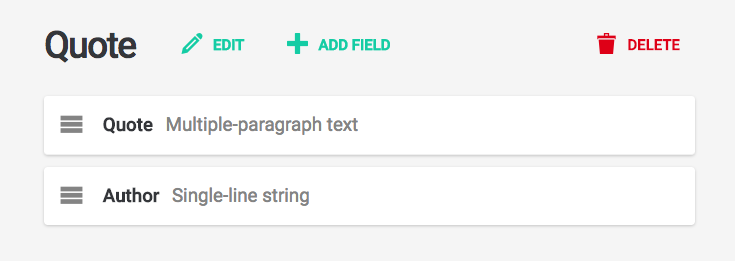 Quote EDIT ADD FIELD DELETE
Quote Multiple-paragraph text
Author Single-line string